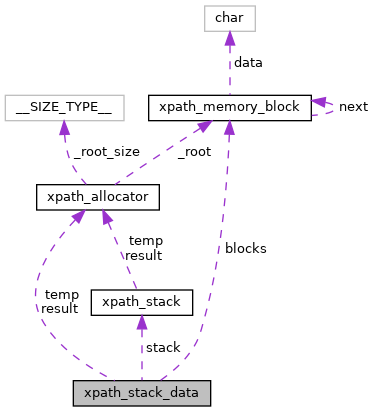 char
data
__SIZE_TYPE__
xpath_memory_block
next
_root_size
_root
xpath_allocator
temp
result
blocks
temp
result
xpath_stack
stack
xpath_stack_data